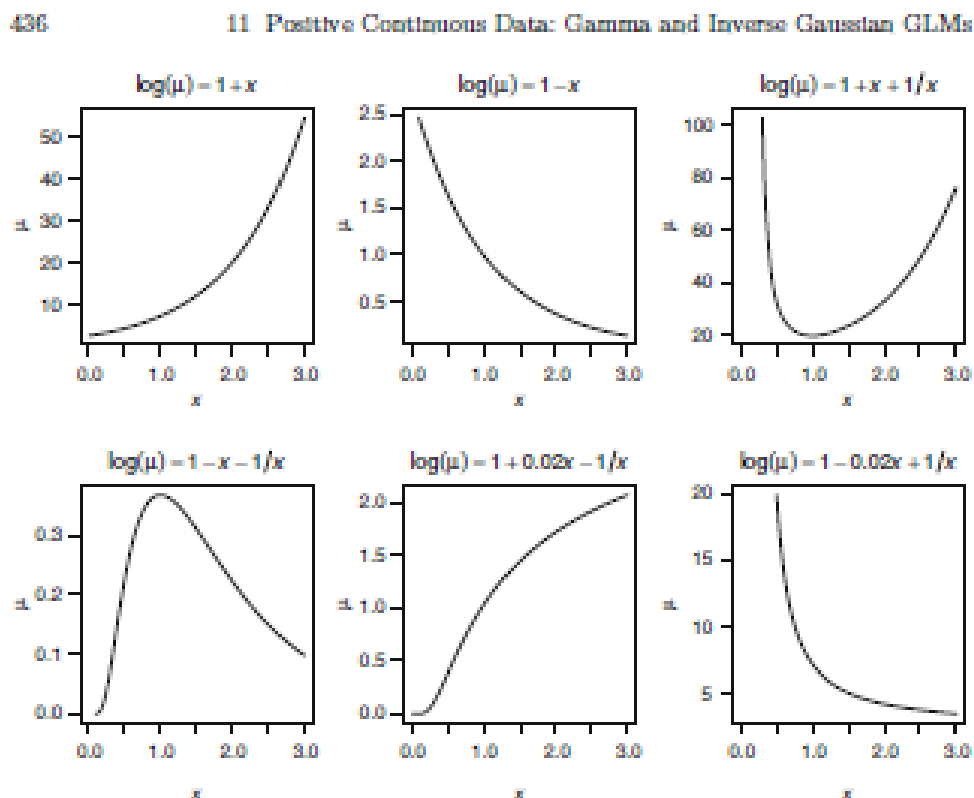 436 11 Positive Continuous Data: Gamma and Inverse Gaussian GLMs
log(μ) = 1 + x
log(μ) = 1 − x
log(μ) = 1 + x + 1/x
50
40
30
20
10
μ
0.0 1.0 2.0 3.0
x
2.5
2.0
1.5
1.0
0.5
μ
0.0 1.0 2.0 3.0
x
100
80
60
40
20
μ
0.0 1.0 2.0 3.0
x
log(μ) = 1 − x − 1/x
log(μ) = 1 + 0.02x − 1/x
log(μ) = 1 − 0.02x + 1/x
0.3
0.2
0.1
0.0
μ
0.0 1.0 2.0 3.0
x
2.0
1.5
1.0
0.5
0.0
μ
0.0 1.0 2.0 3.0
x
20
15
10
5
μ
0.0 1.0 2.0 3.0
x